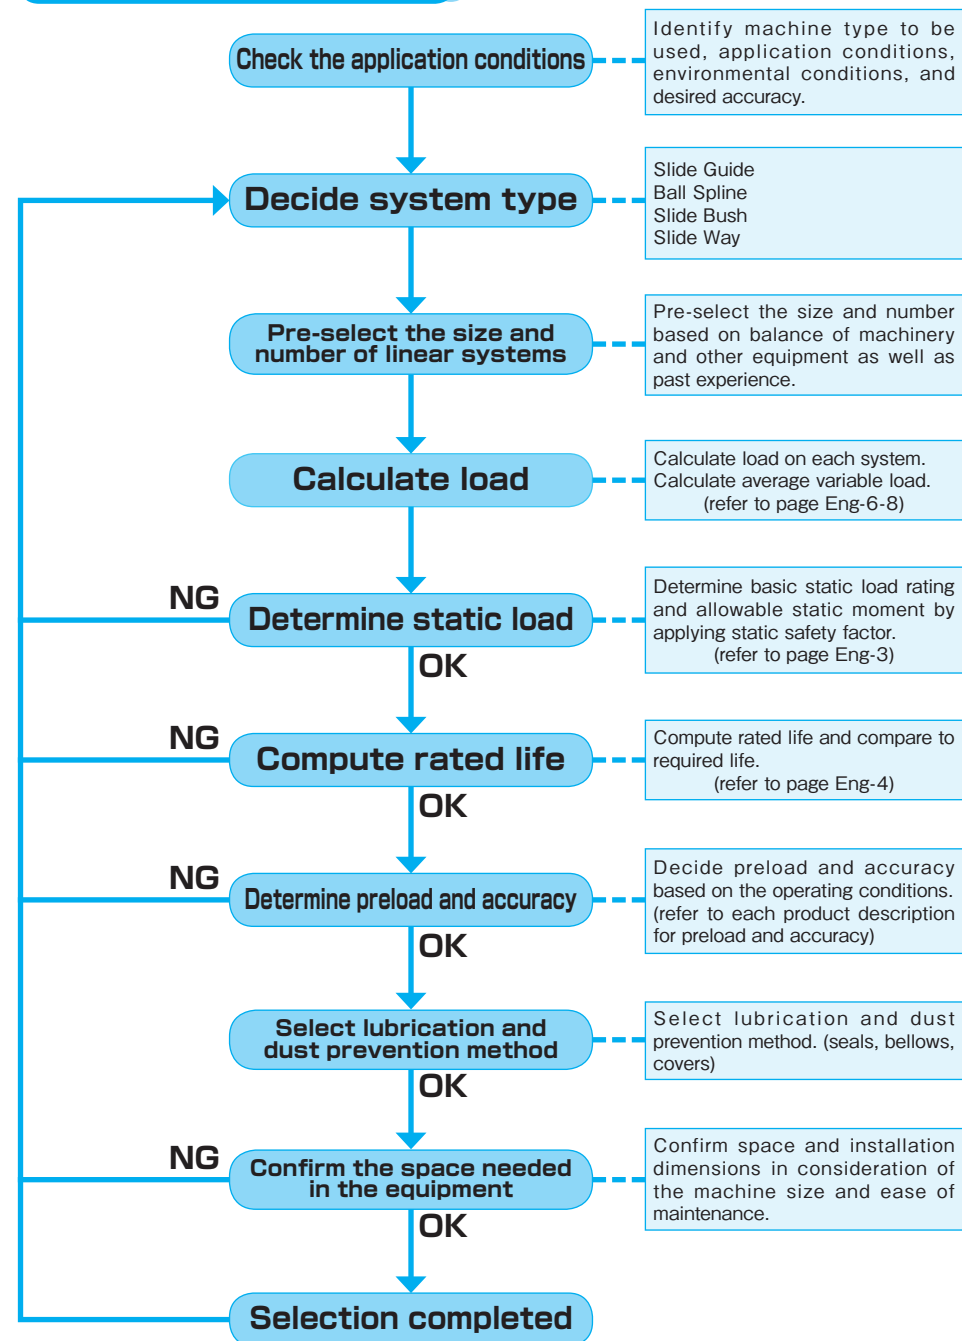 Check the application conditions
Identify machine type to be
used, application conditions,
environmental conditions, and
desired accuracy.
Decide system type
Slide Guide
Ball Spline
Slide Bush
Slide Way
Pre-select the size and
number of linear systems
Pre-select the size and number
based on balance of machinery
and other equipment as well as
past experience.
Calculate load
Calculate load on each system.
Calculate average variable load.
(refer to page Eng-6-8)
NG
Determine static load
OK
Determine basic static load rating
and allowable static moment by
applying static safety factor.
(refer to page Eng-3)
NG
Compute rated life
OK
Compute rated life and compare to
required life.
(refer to page Eng-4)
NG
Determine preload and accuracy
OK
Decide preload and accuracy
based on the operating conditions.
(refer to each product description
for preload and accuracy)
Select lubrication and
dust prevention method
OK
Select lubrication and dust
prevention method. (seals, bellows,
covers)
NG
Confirm the space needed
in the equipment
OK
Confirm space and installation
dimensions in consideration of
the machine size and ease of
maintenance.
Selection completed